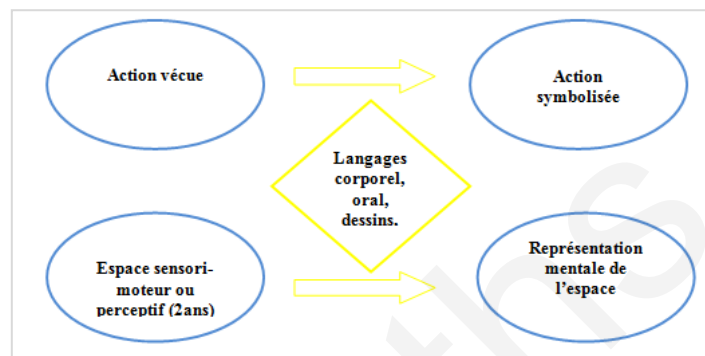 Action vécue
Action
symbolisée
Langages
corporel,
oral,
dessins.
Espace sensori-
moteur ou
perceptif (2ans)
Représentation
mentale de
l’espace